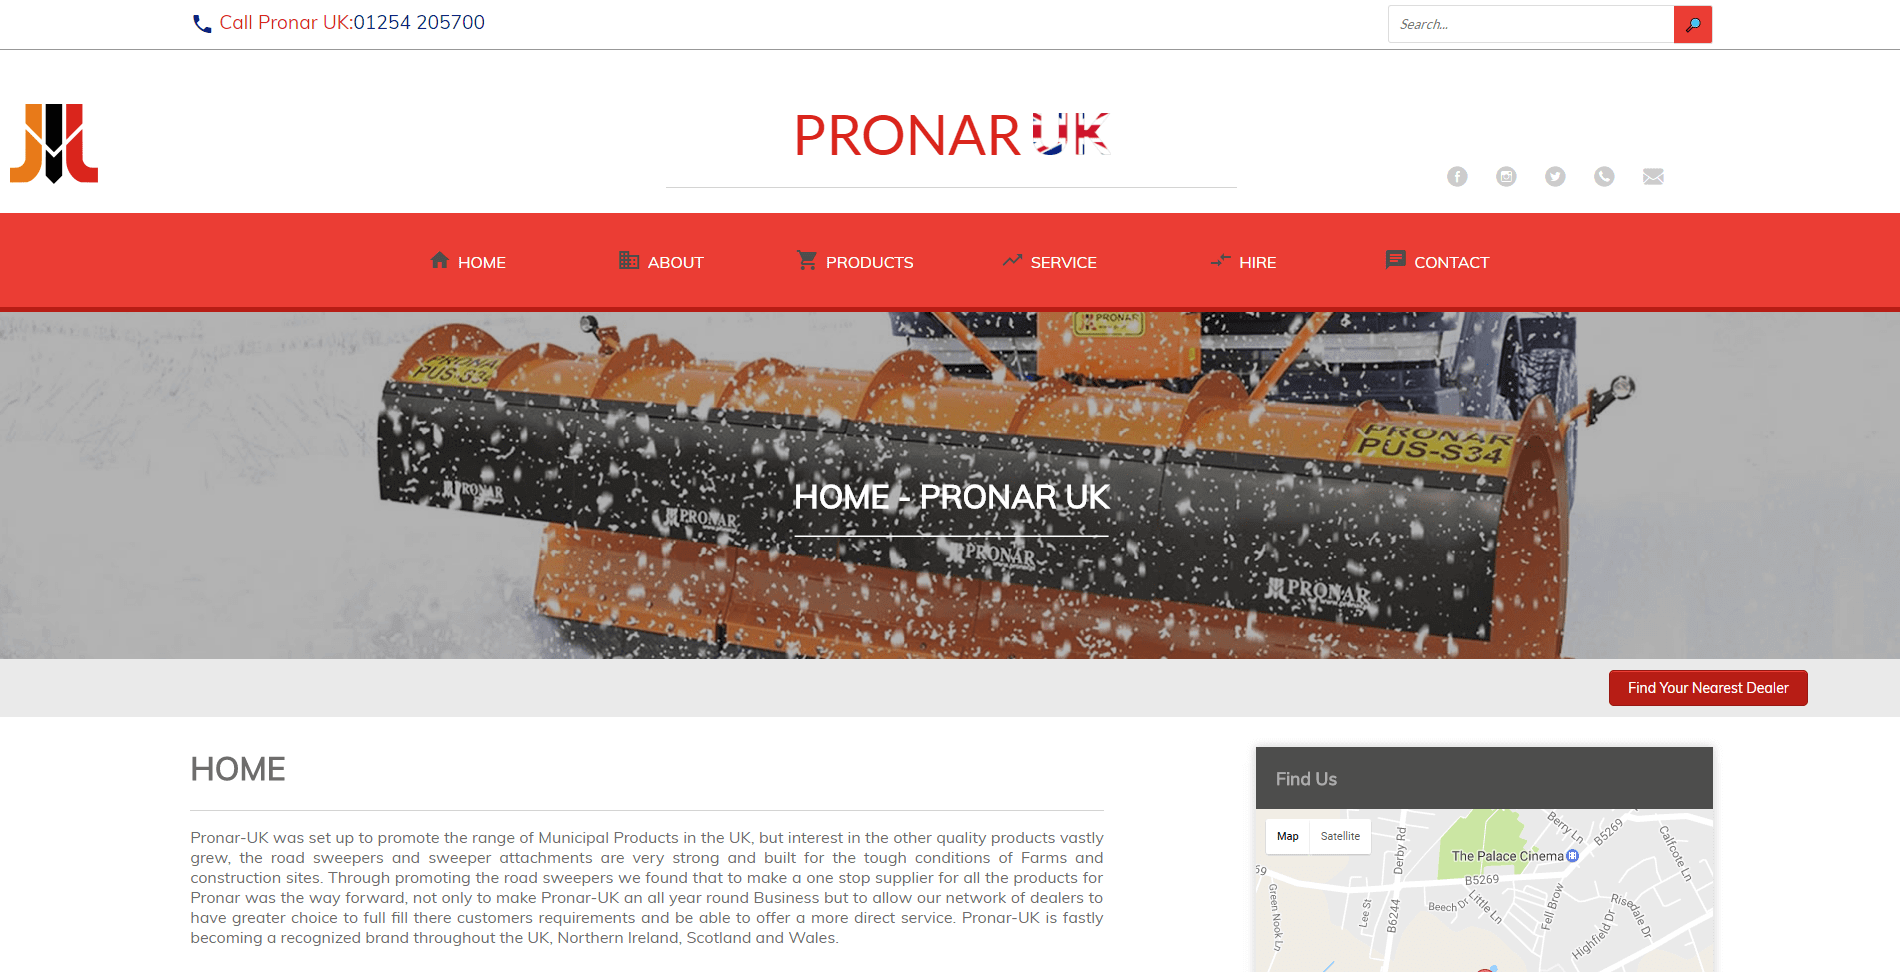 Call Pronar UK:01254 205700
Search...
PRONAR UK
HOME
ABOUT
PRODUCTS
SERVICE
HIRE
CONTACT
PRONAR
PRONAR
PUS-S34
PRONAR
PUS-S34
PRONAR
PRONAR
PRONAR
PRONAR
HOME - PRONAR UK
Find Your Nearest Dealer
HOME
Pronar-UK was set up to promote the range of Municipal Products in the UK, but interest in the other quality products vastly
grew, the road sweepers and sweeper attachments are very strong and built for the tough conditions of Farms and
construction sites. Through promoting the road sweepers we found that to make a one stop supplier for all the products for
Pronar was the way forward, not only to make Pronar-UK an all year round Business but to allow our network of dealers to
have greater choice to full fill there customers requirements and be able to offer a more direct service. Pronar-UK is fastly
becoming a recognized brand throughout the UK, Northern Ireland, Scotland and Wales.
Find Us
Map
Satellite
Derby Rd
Berry Ln
B5269
Calfcote Ln
The Palace Cinema
B5269
Green Nook Ln
Lee St
B6244
Beech Dr
Little Ln
Fell Brow
Risedale Dr
Highfield Dr